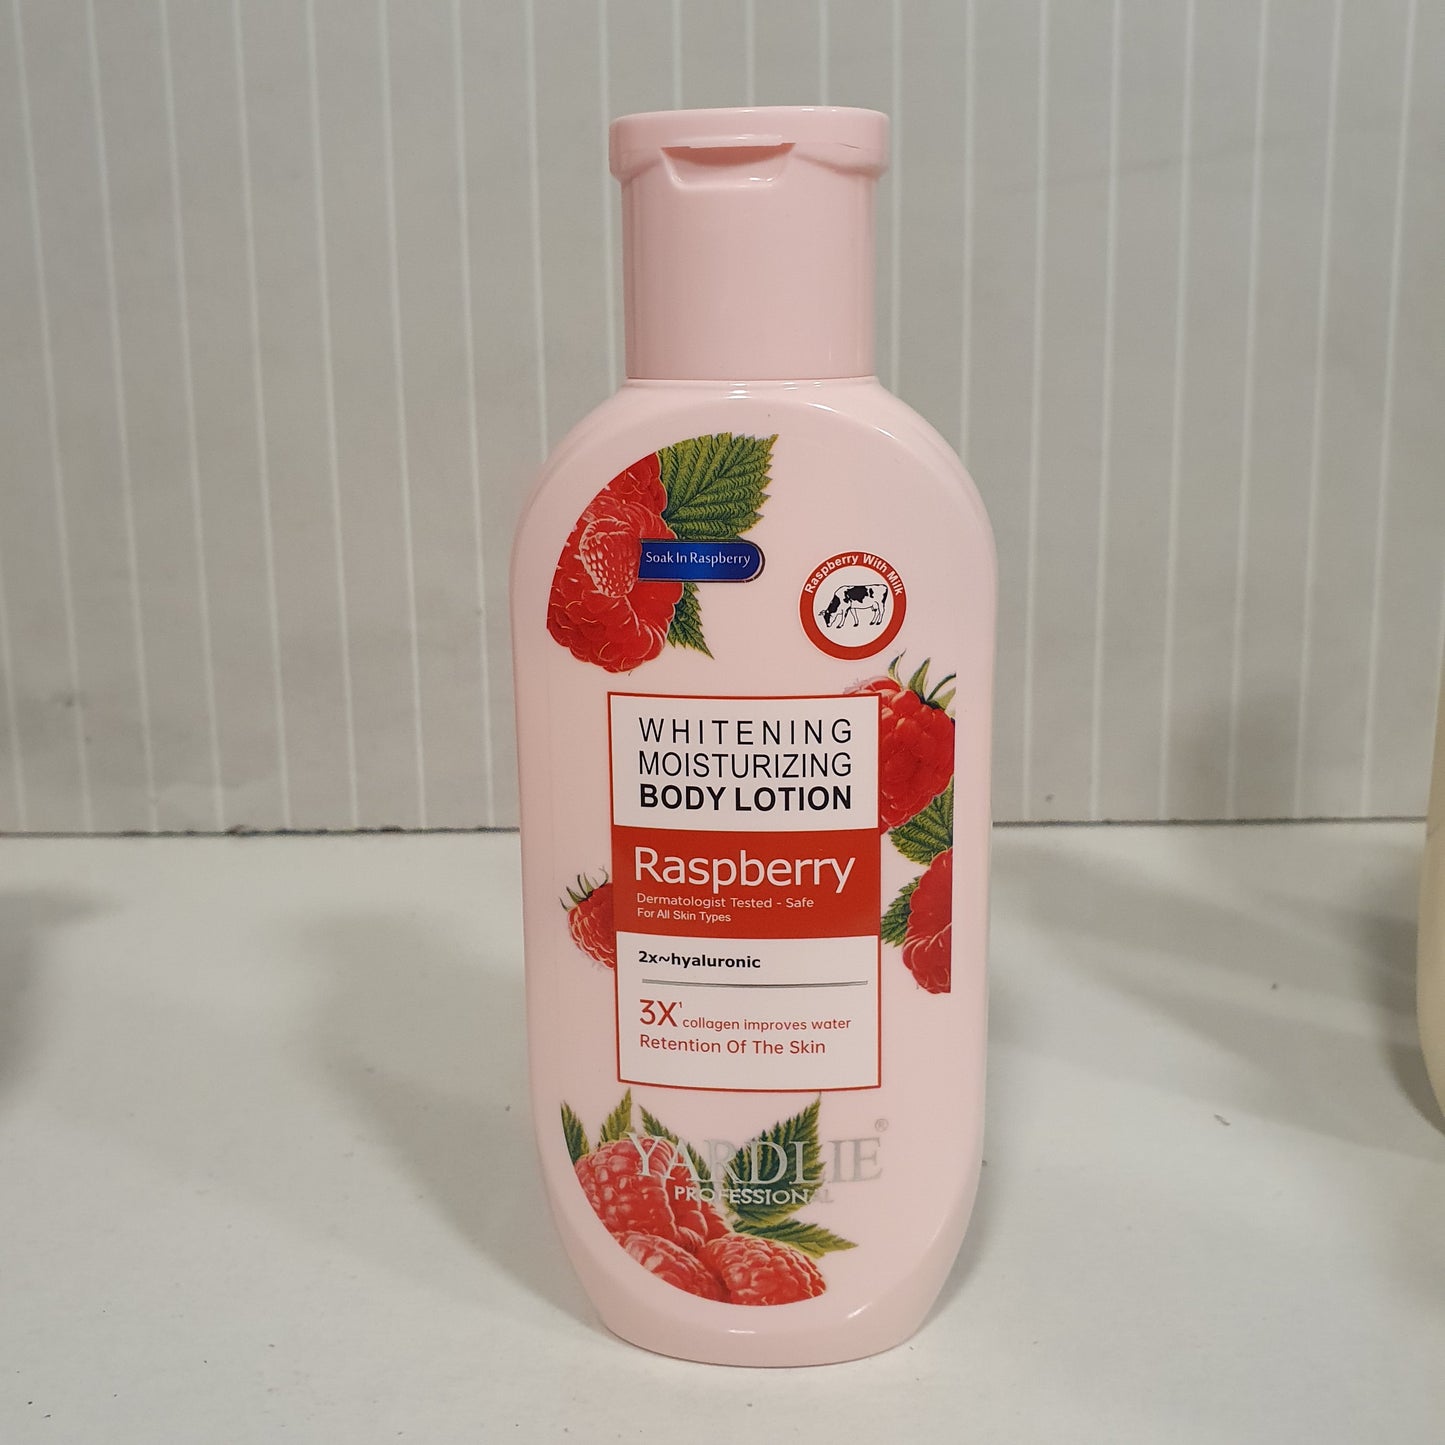 Soak In Raspberry
Raspberry With Milk
WHITENING
MOISTURIZING
BODY LOTION
Raspberry
Dermatologist Tested - Safe
For All Skin Types
2x~hyaluronic
3X¹ collagen improves water
Retention Of The Skin
YARDLIE®
PROFESSIONAL